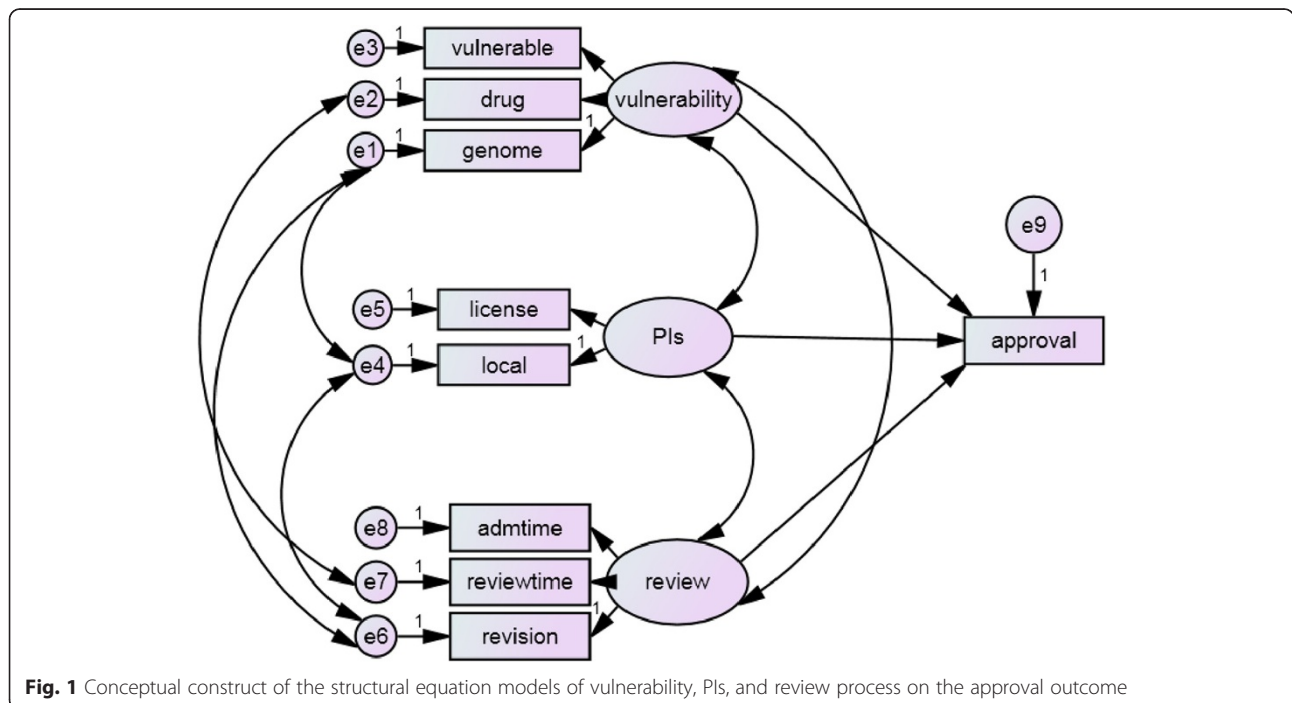 e3 1 vulnerable
e2 1 drug
e1 1 genome
vulnerability
1
e5 1 license
e4 1 local
PIs
1
e8 1 admtime
e7 1 reviewtime
e6 1 revision
review
1
e9
1
approval
Fig. 1 Conceptual construct of the structural equation models of vulnerability, PIs, and review process on the approval outcome